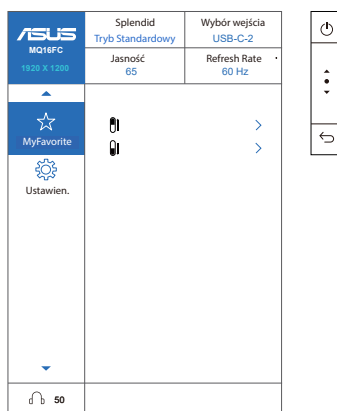 ASUS
MQ16FC
1920 X 1200
Splendid
Tryb Standardowy
Wybór wejścia
USB-C-2
Jasność
65
Refresh Rate
60 Hz
MyFavorite
Ustawien.
50